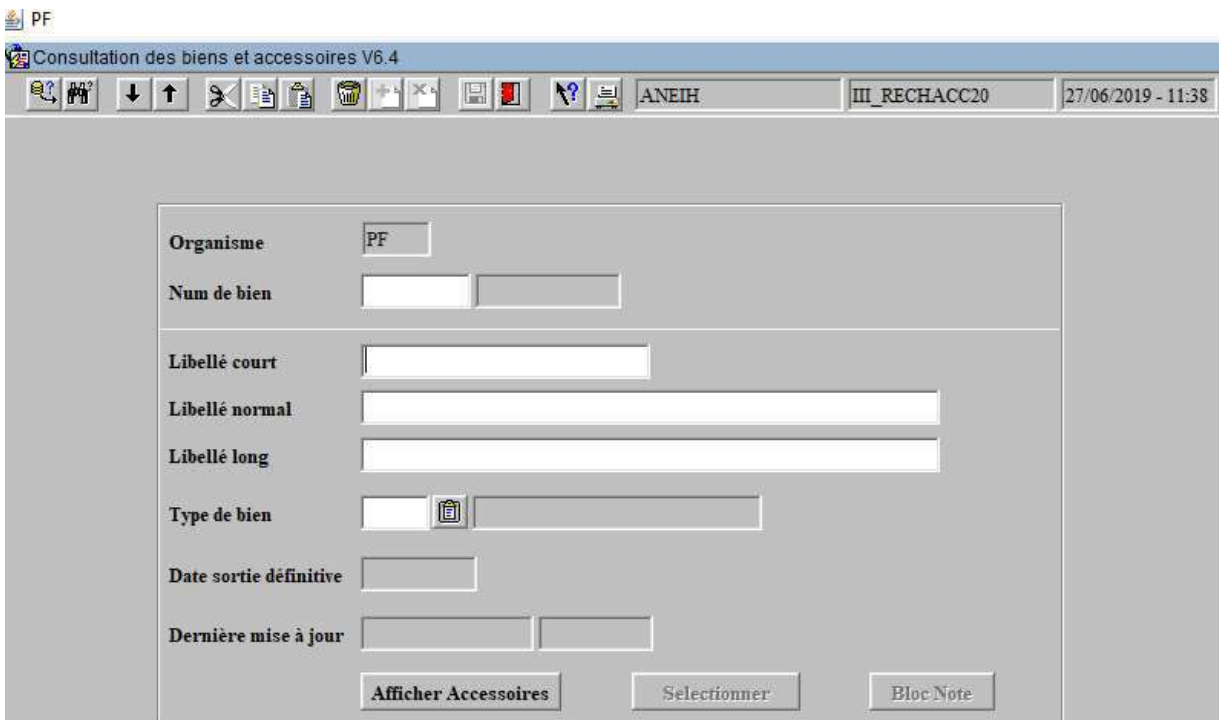 PF
Consultation des biens et accessoires V6.4
ANEIH III_RECHACC20 27/06/2019 - 11:38
Organisme PF
Num de bien
Libellé court
Libellé normal
Libellé long
Type de bien
Date sortie définitive
Dernière mise à jour
Afficher Accessoires Selectionner Bloc Note